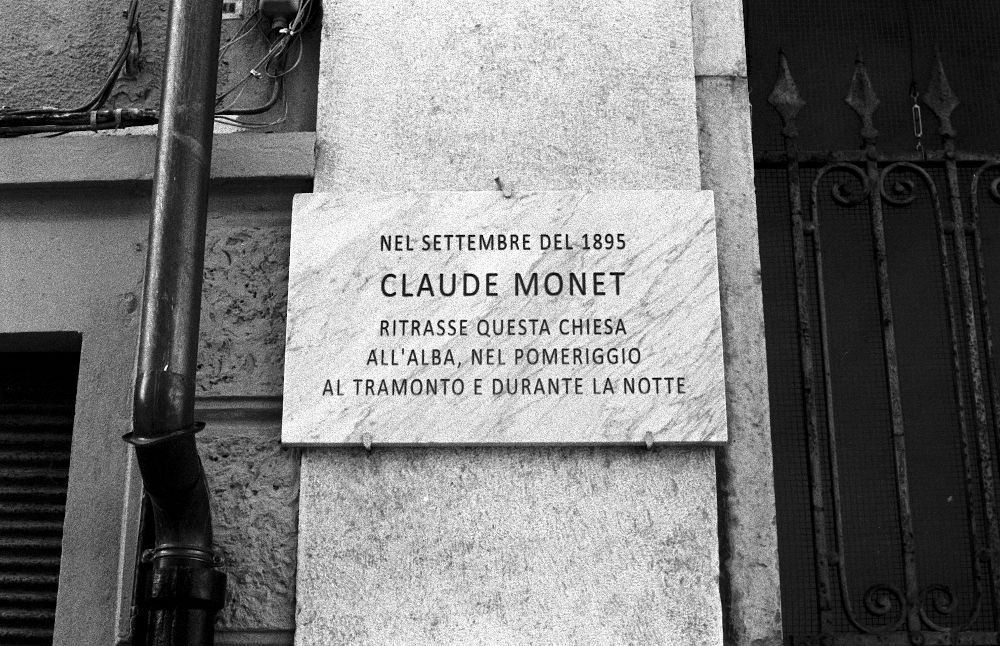 NEL SETTEMBRE DEL 1895
CLAUDE MONET
RITRASSE QUESTA CHIESA
ALL'ALBA, NEL POMERIGGIO
AL TRAMONTO E DURANTE LA NOTTE